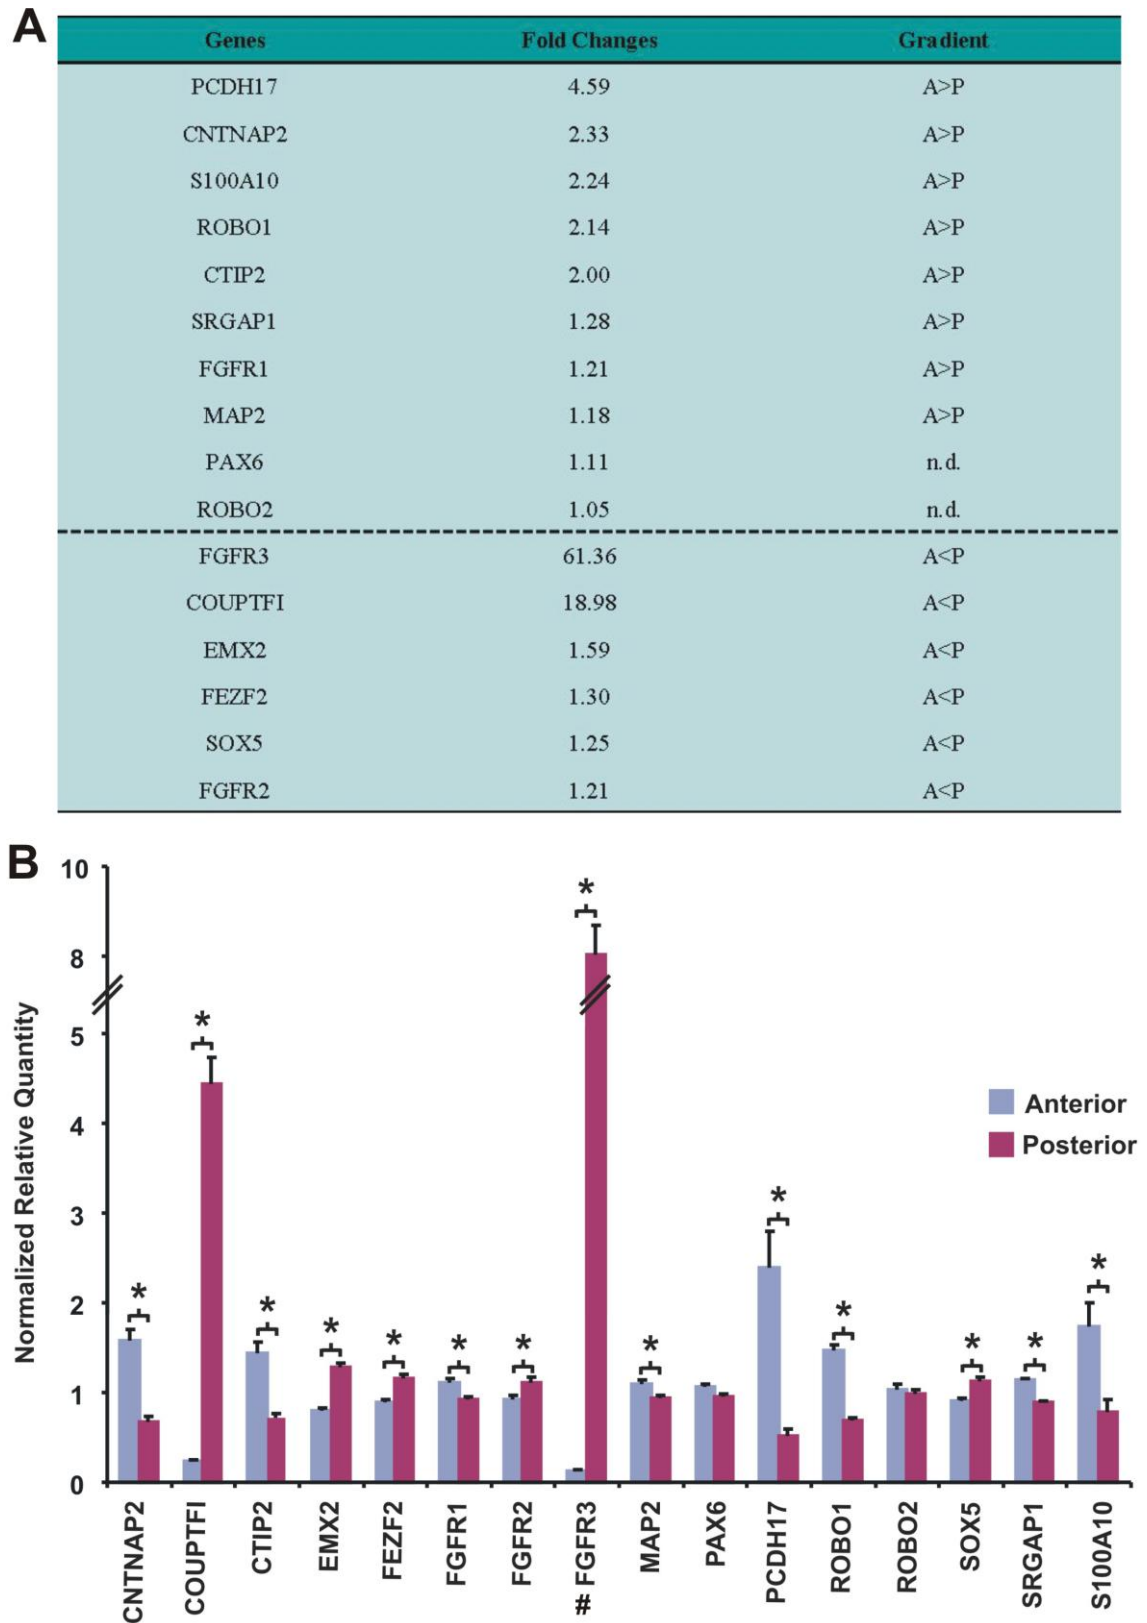 A
Genes Fold Changes Gradient
PCDH17 4.59 A>P
CNTNAP2 2.33 A>P
S100A10 2.24 A>P
ROBO1 2.14 A>P
CTIP2 2.00 A>P
SRGAP1 1.28 A>P
FGFR1 1.21 A>P
MAP2 1.18 A>P
PAX6 1.11 n.d.
ROBO2 1.05 n.d.
FGFR3 61.36 A<P
COUPTFI 18.98 A<P
EMX2 1.59 A<P
FEZF2 1.30 A<P
SOX5 1.25 A<P
FGFR2 1.21 A<P
B
Normalized Relative Quantity
10
8
5
4
3
2
1
0
* * * * * * * * * * * * * *
Anterior
Posterior
CNTNAP2
COUPTFI
CTIP2
EMX2
FEZF2
FGFR1
FGFR2
# FGFR3
MAP2
PAX6
PCDH17
ROBO1
ROBO2
SOX5
SRGAP1
S100A10